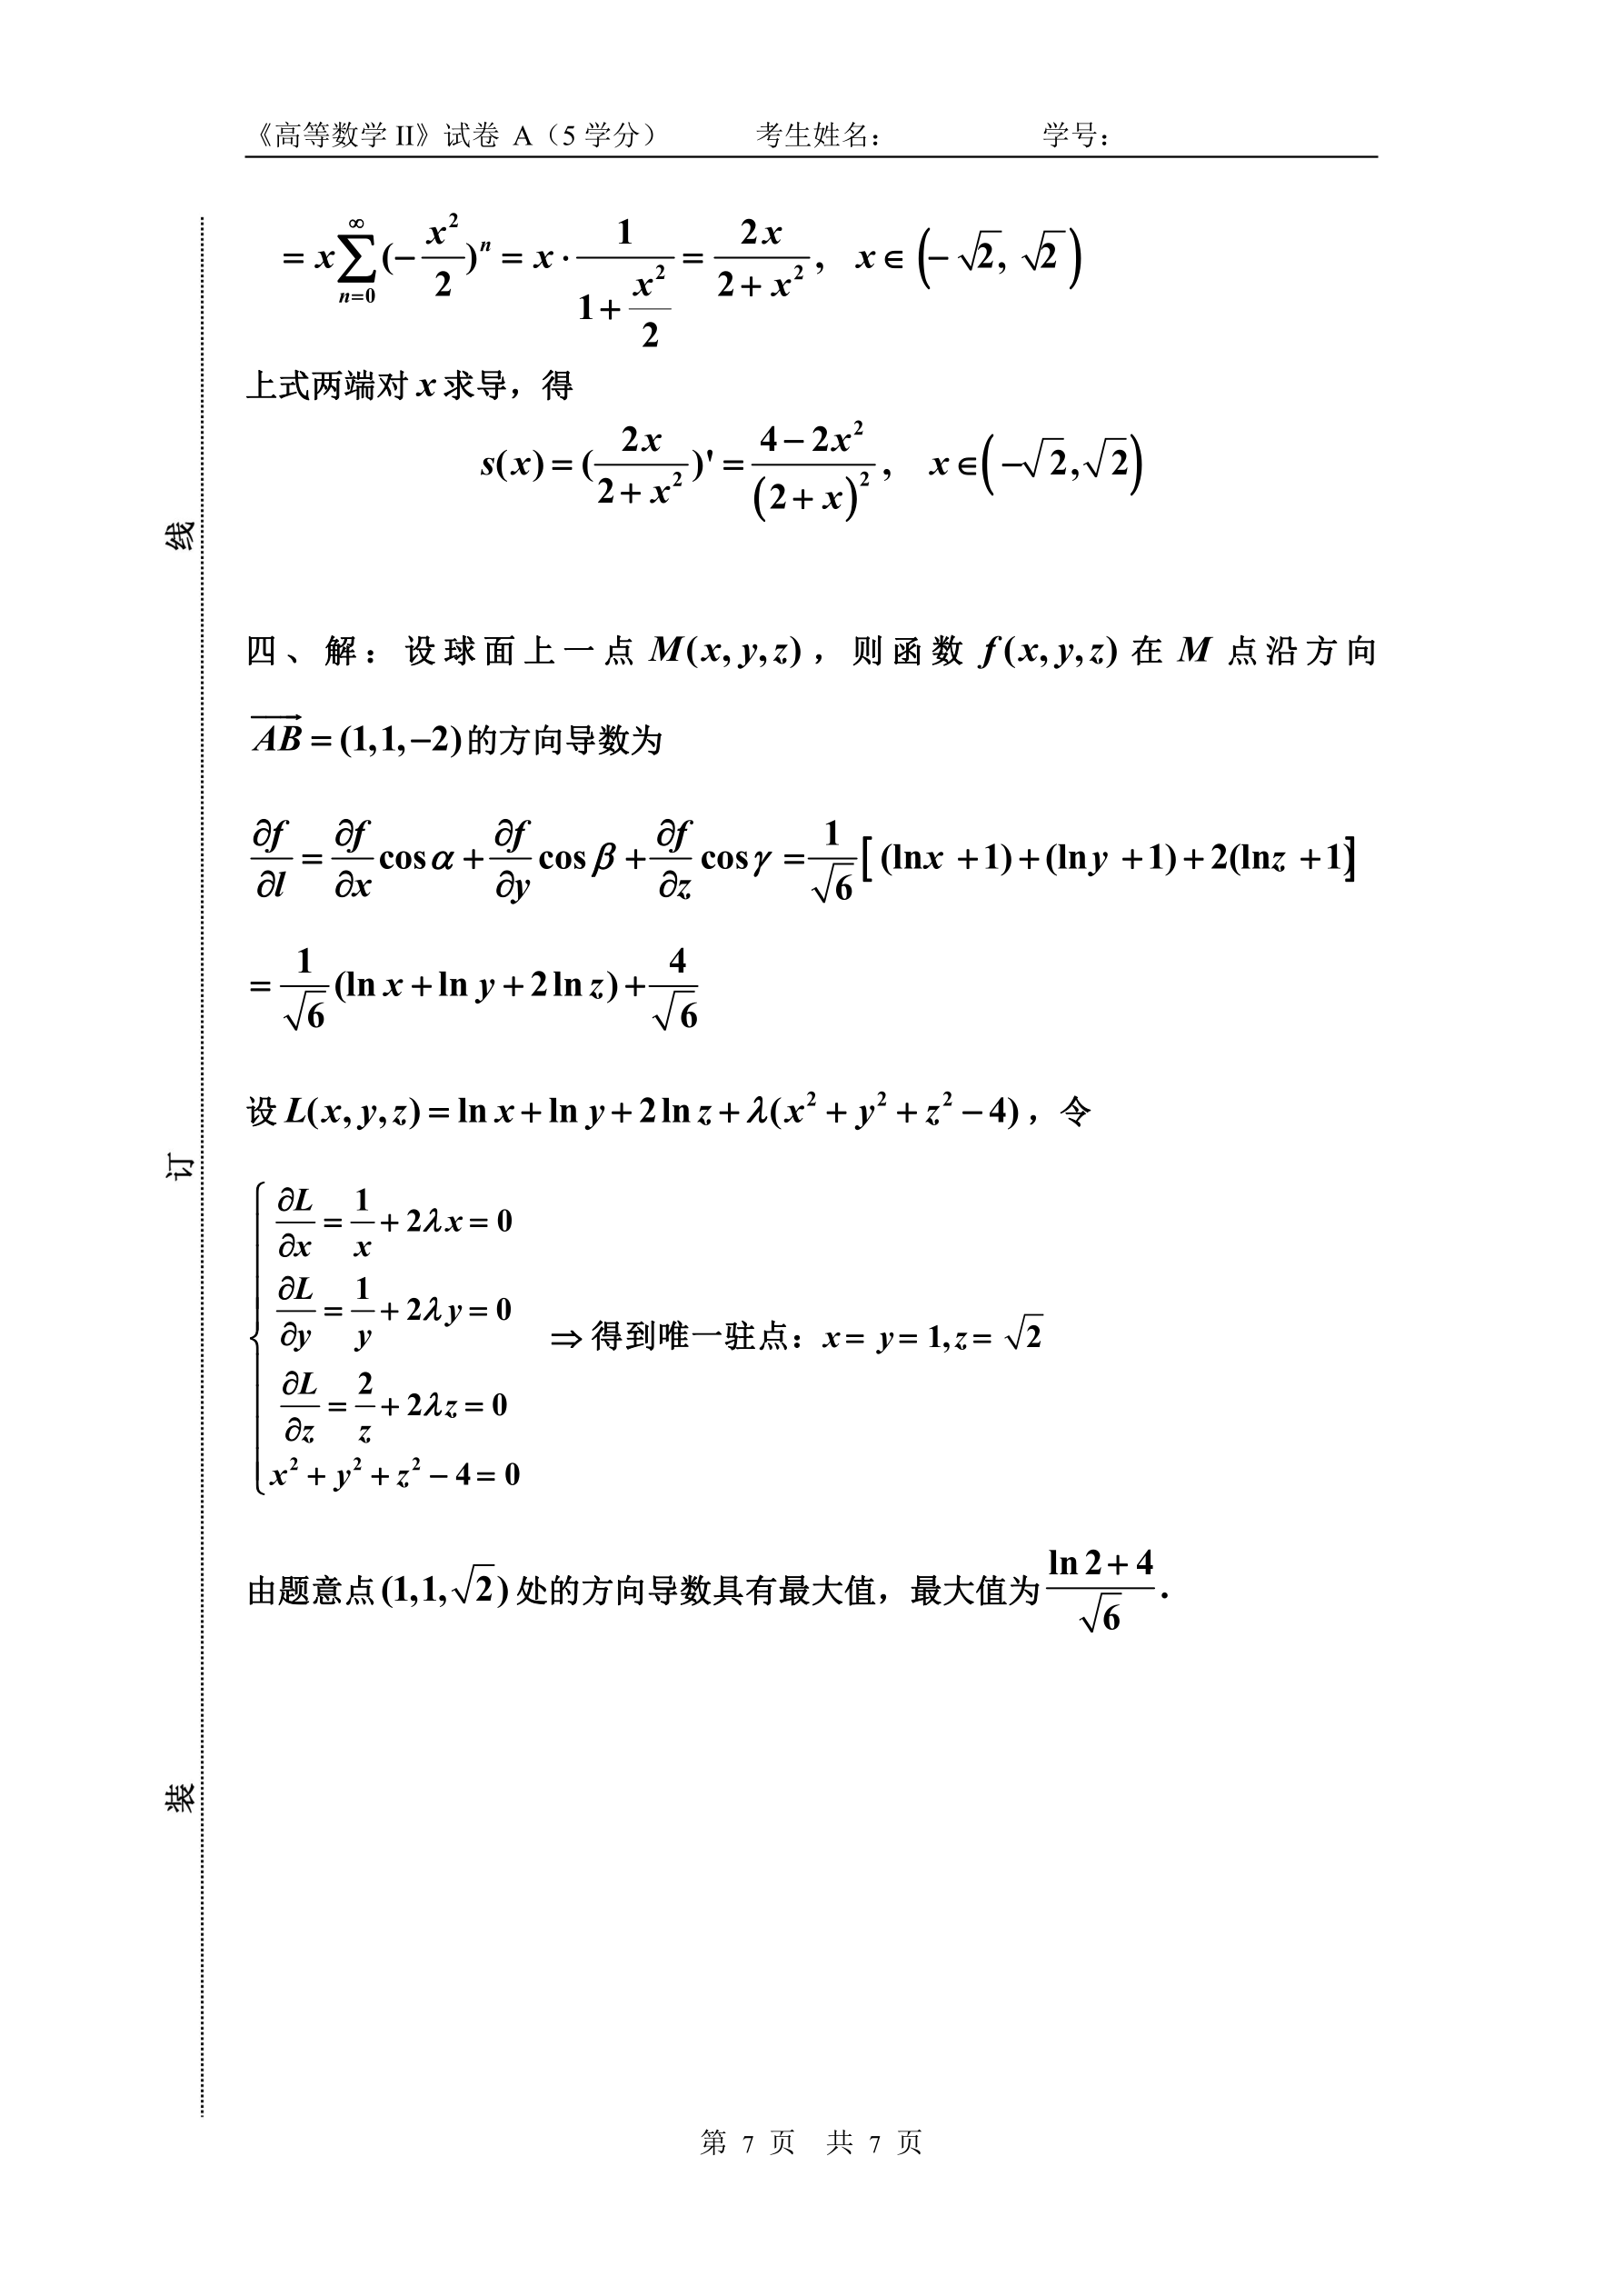 《高等数学 II》试卷 A（5 学分） 考生姓名： 学号：
$= x\sum_{n=0}^{\infty}(-\frac{x^2}{2})^n = x\cdot\frac{1}{1+\frac{x^2}{2}} = \frac{2x}{2+x^2},\quad x\in\left(-\sqrt{2},\sqrt{2}\right)$
上式两端对 $x$ 求导，得
$s(x)=(\frac{2x}{2+x^2})'=\frac{4-2x^2}{\left(2+x\right)^2},\quad x\in\left(-\sqrt{2},\sqrt{2}\right)$
四、解：设球面上一点 $M(x,y,z)$，则函数 $f(x,y,z)$ 在 $M$ 点沿方向
$\overrightarrow{AB}=(1,1,-2)$的方向导数为
$\frac{\partial f}{\partial l}=\frac{\partial f}{\partial x}\cos\alpha+\frac{\partial f}{\partial y}\cos\beta+\frac{\partial f}{\partial z}\cos\gamma=\frac{1}{\sqrt{6}}\left[(\ln x+1)+(\ln y+1)+2(\ln z+1)\right]$
$=\frac{1}{\sqrt{6}}(\ln x+\ln y+2\ln z)+\frac{4}{\sqrt{6}}$
设 $L(x,y,z)=\ln x+\ln y+2\ln z+\lambda(x^2+y^2+z^2-4)$，令
$\begin{cases}\frac{\partial L}{\partial x}=\frac{1}{x}+2\lambda x=0\\ \frac{\partial L}{\partial y}=\frac{1}{y}+2\lambda y=0\\ \frac{\partial L}{\partial z}=\frac{2}{z}+2\lambda z=0\\ x^2+y^2+z^2-4=0\end{cases}$ $\Rightarrow$ 得到唯一驻点：$x=y=1,z=\sqrt{2}$
由题意点$(1,1,\sqrt{2})$处的方向导数具有最大值，最大值为$\frac{\ln 2+4}{\sqrt{6}}$.
线
订
装
第 7 页 共 7 页